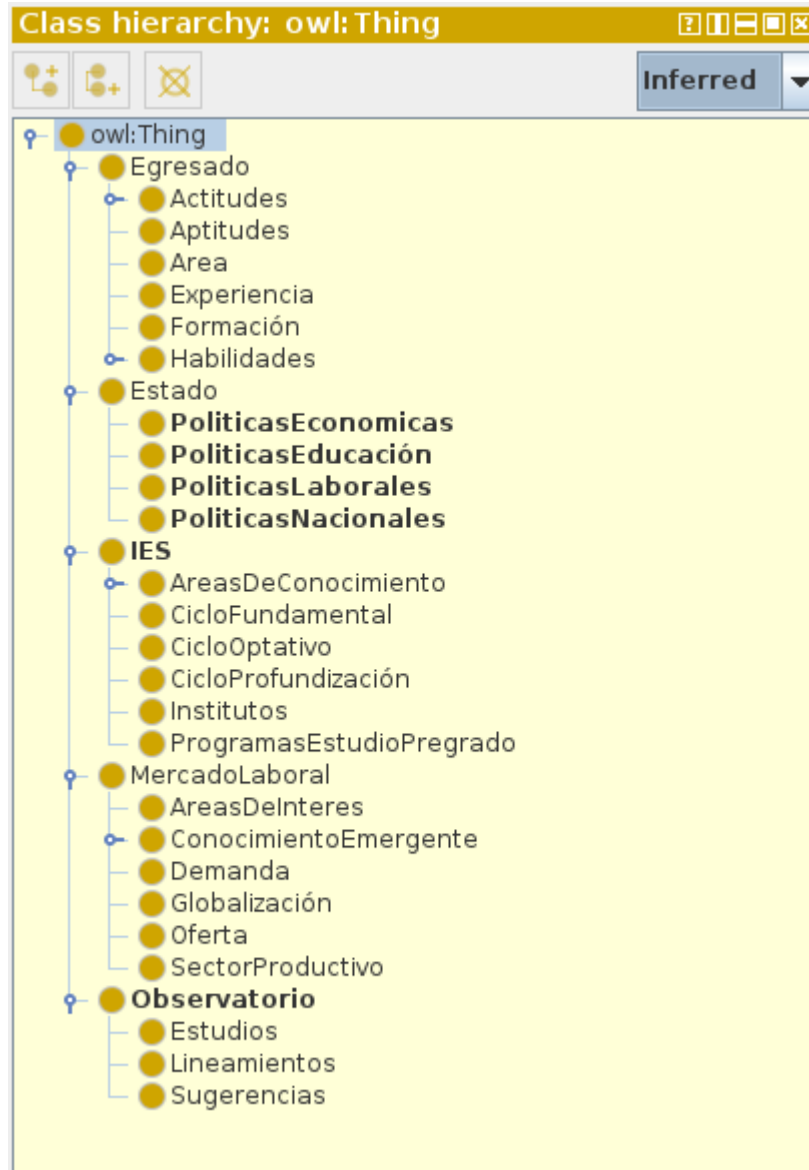 Class hierarchy: owl:Thing
Inferred
owl:Thing
Egresado
Actitudes
Aptitudes
Area
Experiencia
Formación
Habilidades
Estado
PoliticasEconomicas
PoliticasEducación
PoliticasLaborales
PoliticasNacionales
IES
AreasDeConocimiento
CicloFundamental
CicloOptativo
CicloProfundización
Institutos
ProgramasEstudioPregrado
MercadoLaboral
AreasDeInteres
ConocimientoEmergente
Demanda
Globalización
Oferta
SectorProductivo
Observatorio
Estudios
Lineamientos
Sugerencias